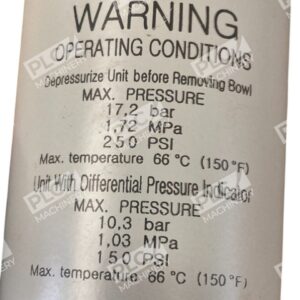 WARNING
OPERATING CONDITIONS
Depressurize Unit before Removing Bowl
MAX. PRESSURE
17,2 bar
1,72 MPa
250 PSI
Max. temperature 66 °C (150 °F)
Unit With Differential Pressure Indicator
MAX. PRESSURE
10,3 bar
1,03 MPa
150 PSI
Max. temperature 66 °C (150 °F)